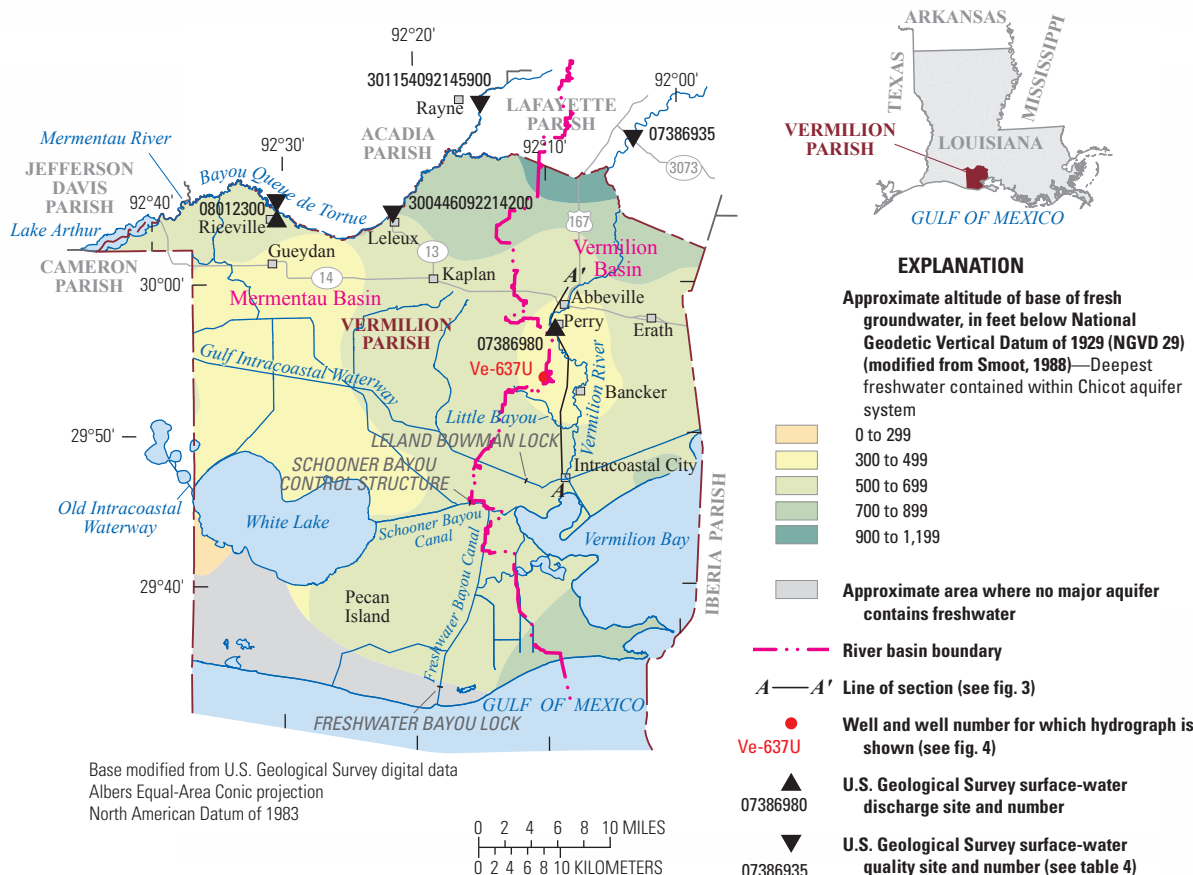 92°20'
301154092145900
Rayne
92°00'
LAFAYETTE
PARISH
07386935
ACADIA
PARISH
92°10'
3073
Mermentau River
92°30'
JEFFERSON
DAVIS
PARISH
Bayou Queue de Tortue
92°40'
08012300
Riceville
300446092214200
167
Lake Arthur
Leleux
13
Vermilion
Basin
CAMERON
PARISH
Gueydan
14
Kaplan
A'
30°00'
Mermentau Basin
Abbeville
VERMILION
PARISH
Perry
Erath
07386980
Gulf Intracoastal Waterway
Ve-637U
Vermilion River
Bancker
Little Bayou
29°50'
LELAND BOWMAN LOCK
SCHOONER BAYOU
CONTROL STRUCTURE
Intracoastal City
A
Old Intracoastal
Waterway
White Lake
Schooner Bayou
Canal
Vermilion Bay
IBERIA PARISH
29°40'
Pecan
Island
Freshwater Bayou Canal
GULF OF MEXICO
FRESHWATER BAYOU LOCK
Base modified from U.S. Geological Survey digital data
Albers Equal-Area Conic projection
North American Datum of 1983
0 2 4 6 8 10 MILES
0 2 4 6 8 10 KILOMETERS
ARKANSAS
TEXAS
MISSISSIPPI
VERMILION
PARISH
LOUISIANA
GULF OF MEXICO
EXPLANATION
Approximate altitude of base of fresh
groundwater, in feet below National
Geodetic Vertical Datum of 1929 (NGVD 29)
(modified from Smoot, 1988)—Deepest
freshwater contained within Chicot aquifer
system
0 to 299
300 to 499
500 to 699
700 to 899
900 to 1,199
Approximate area where no major aquifer
contains freshwater
River basin boundary
A A' Line of section (see fig. 3)
Well and well number for which hydrograph is
shown (see fig. 4)
Ve-637U
U.S. Geological Survey surface-water
discharge site and number
07386980
U.S. Geological Survey surface-water
quality site and number (see table 4)
07386935